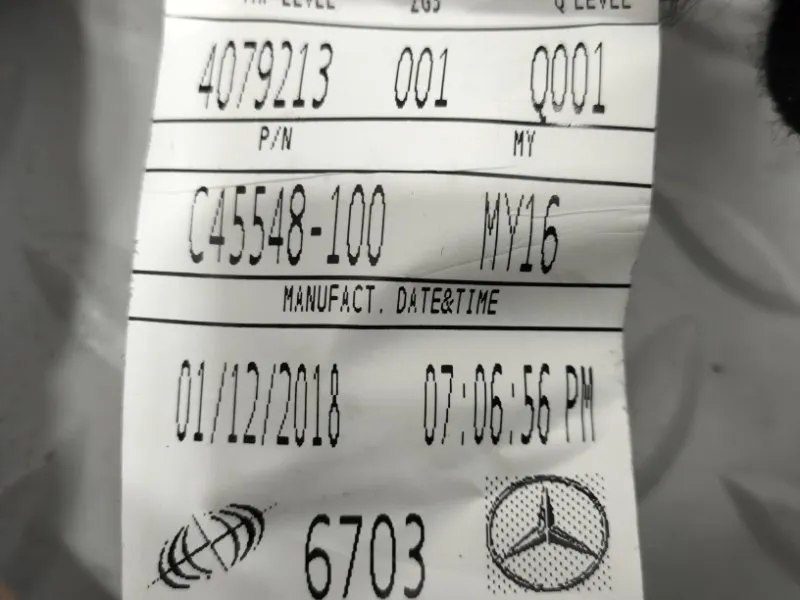 ZGS Q LEVEL
4079213 001 Q001
P/N MY
C45548-100 MY16
MANUFACT. DATE&TIME
01/12/2018 07:06:56 PM
6703